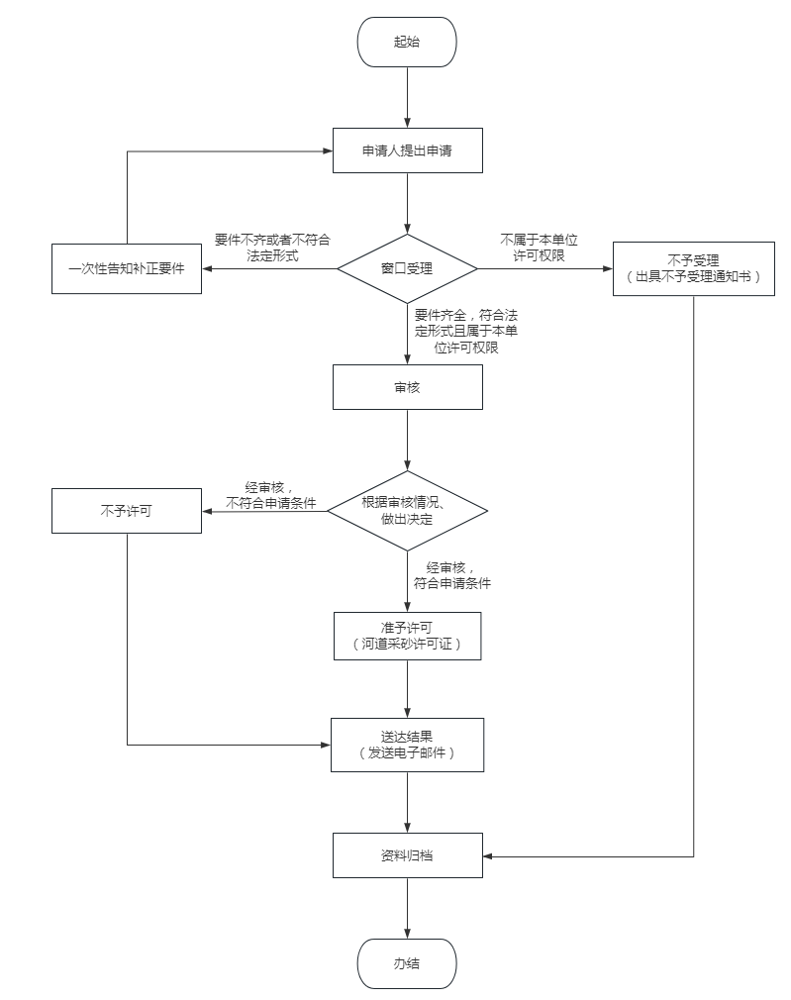 起始
申请人提出申请
要件不齐或者不符合
法定形式
不属于本单位
许可权限
一次性告知补正要件
窗口受理
不予受理
（出具不予受理通知书）
要件齐全，符合法
定形式且属于本单
位许可权限
审核
经审核，
不符合申请条件
不予许可
根据审核情况、
做出决定
经审核，
符合申请条件
准予许可
（河道采砂许可证）
送达结果
（发送电子邮件）
资料归档
办结